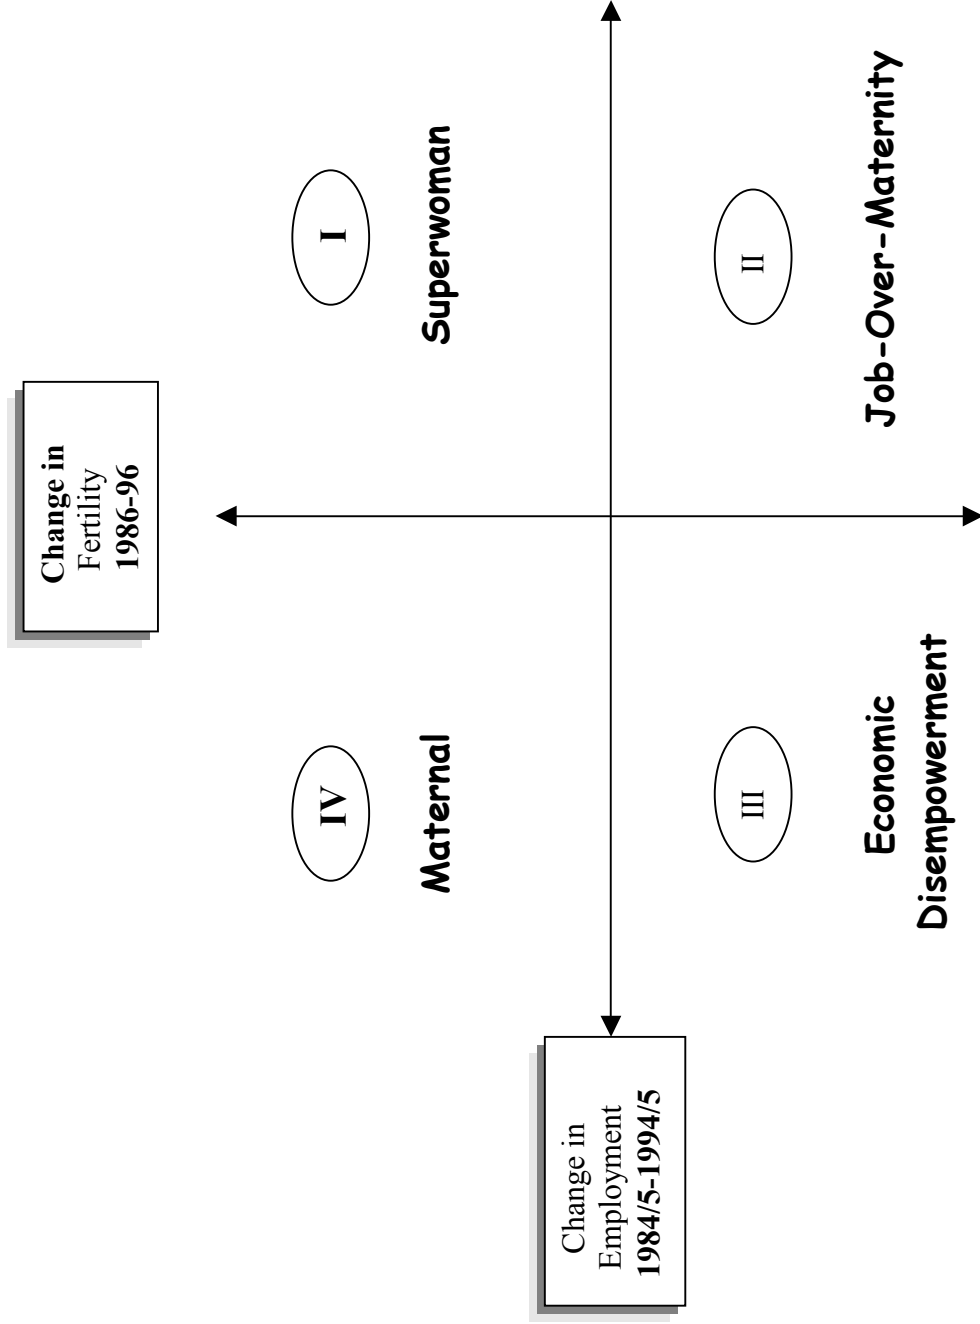 Change in
Fertility
1986-96
IV
I
Maternal
Superwoman
Change in
Employment
1984/5-1994/5
III
II
Economic
Disempowerment
Job-Over-Maternity